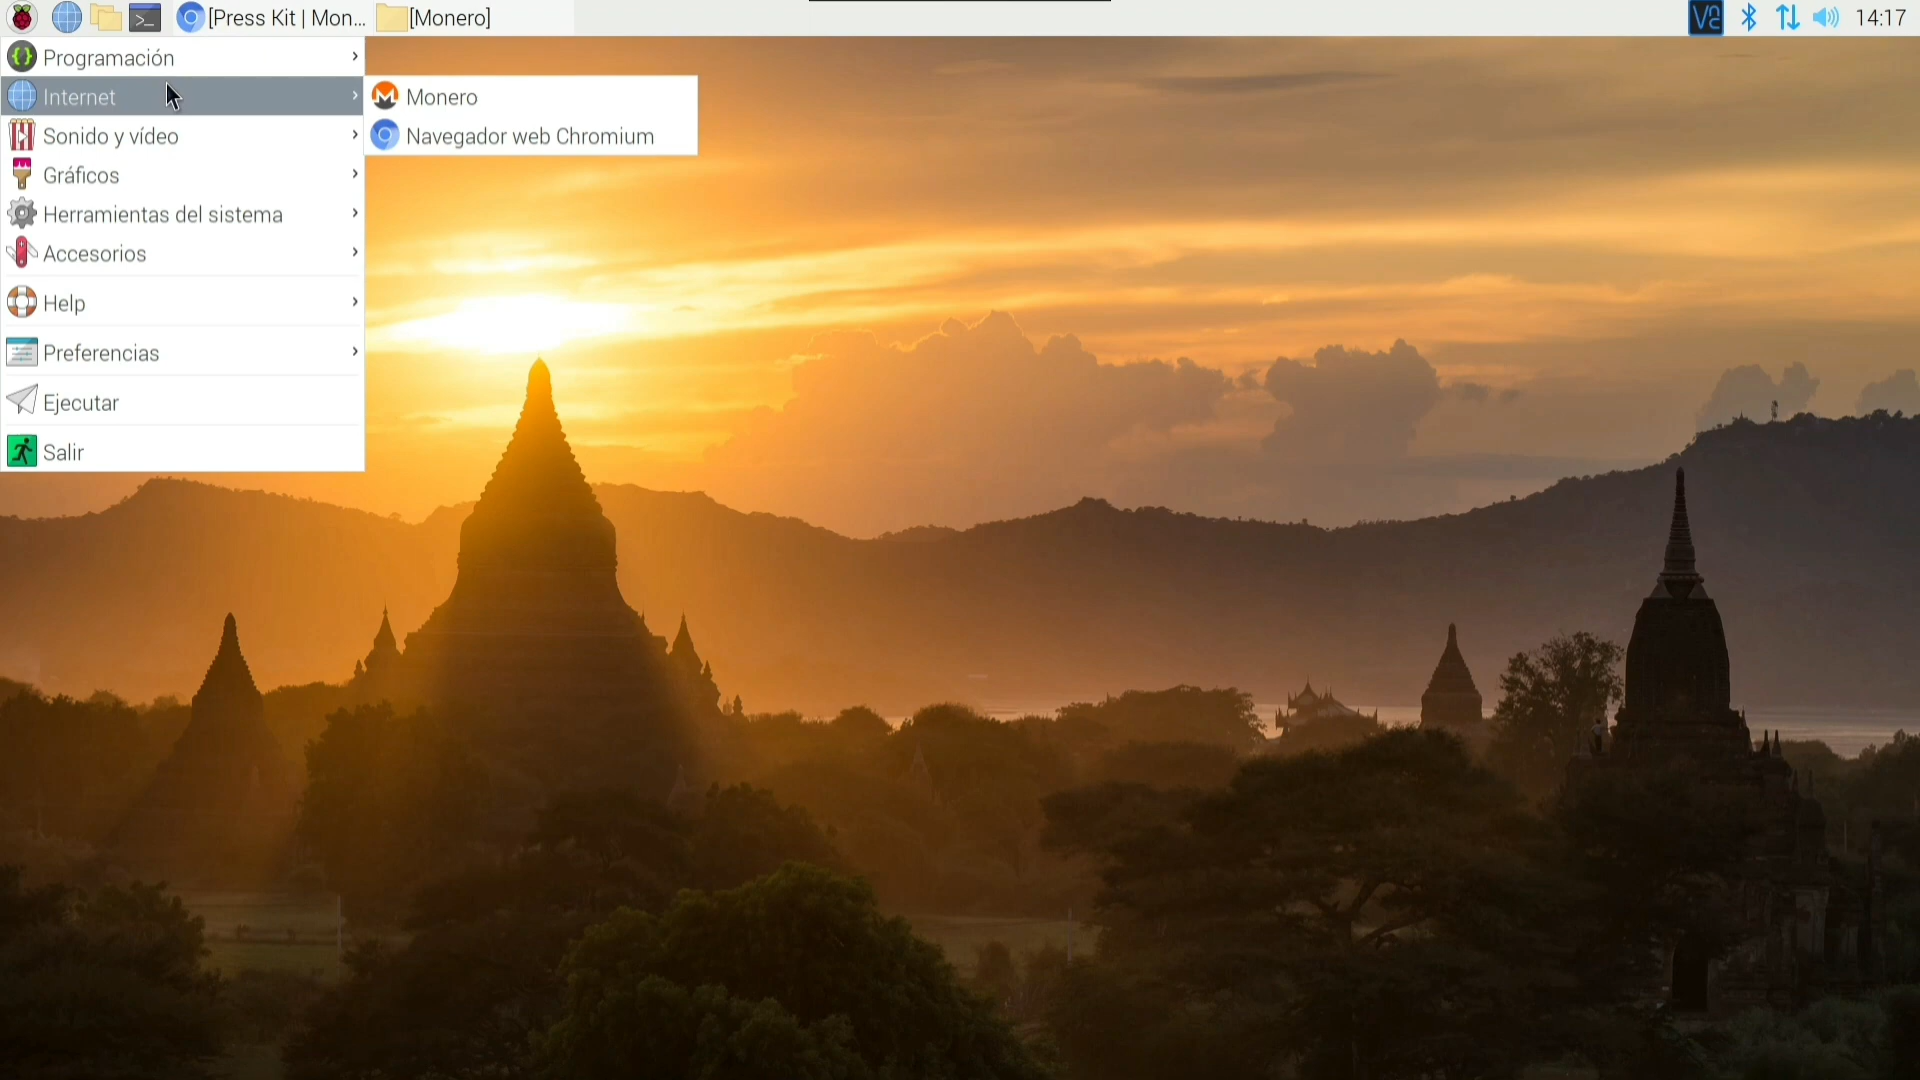 [Press Kit | Mon...
[Monero]
14:17
Programación
Internet
Monero
Navegador web Chromium
Sonido y vídeo
Gráficos
Herramientas del sistema
Accesorios
Help
Preferencias
Ejecutar
Salir